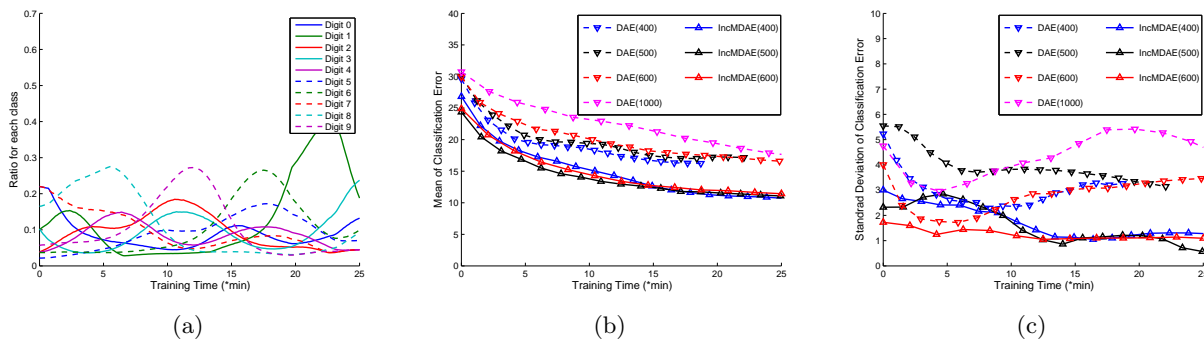 0.7
0.6
0.5
0.4
0.3
0.2
0.1
0
Ratio for each class
0 5 10 15 20 25
Training Time (*min)
Digit 0
Digit 1
Digit 2
Digit 3
Digit 4
Digit 5
Digit 6
Digit 7
Digit 8
Digit 9
(a)
40
35
30
25
20
15
10
5
0
Mean of Classification Error
0 5 10 15 20 25
Training Time (*min)
DAE(400) IncMDAE(400)
DAE(500) IncMDAE(500)
DAE(600) IncMDAE(600)
DAE(1000)
(b)
10
9
8
7
6
5
4
3
2
1
0
Standrad Deviation of Classification Error
0 5 10 15 20 25
Training Time (*min)
DAE(400) IncMDAE(400)
DAE(500) IncMDAE(500)
DAE(600) IncMDAE(600)
DAE(1000)
(c)